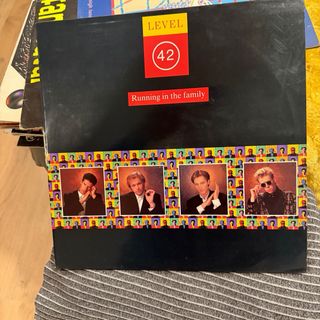 LEVEL
42
Running in the family